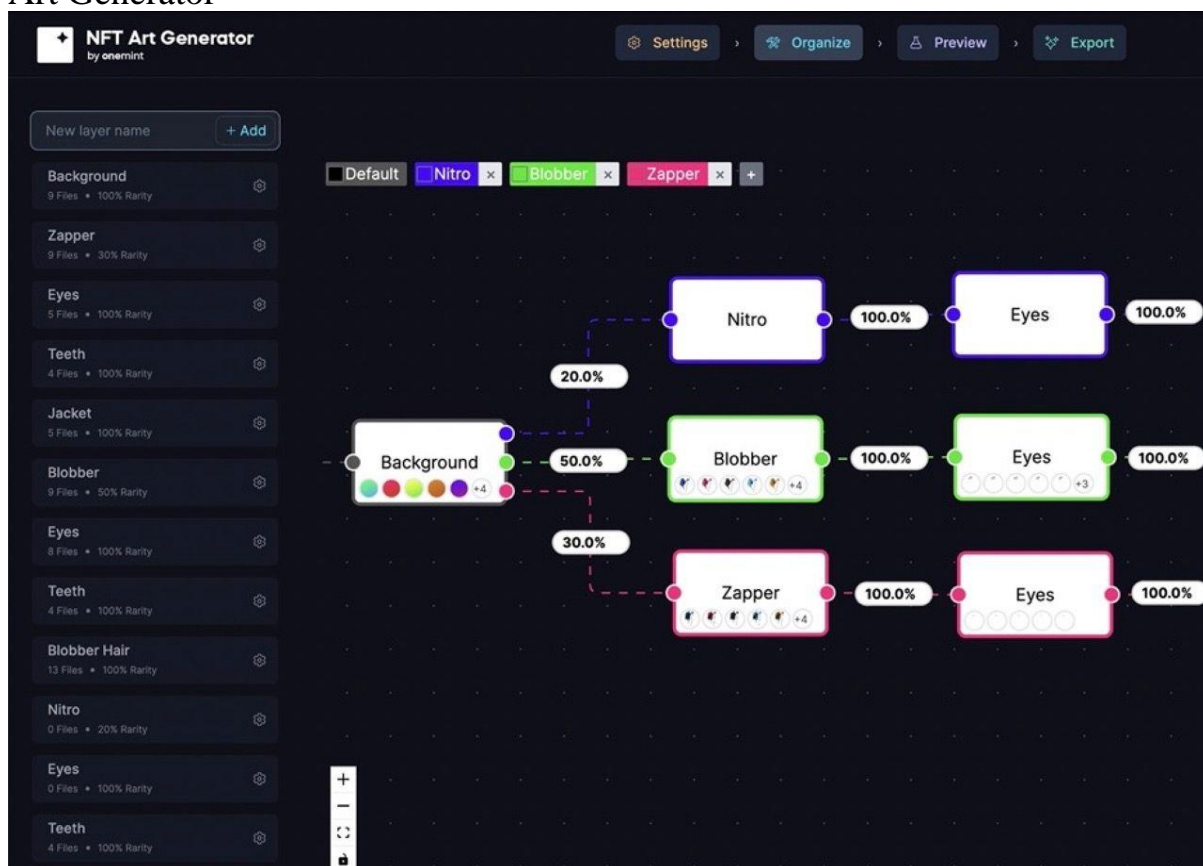 Art Generator
NFT Art Generator
by onemint
Settings
›
Organize
›
Preview
›
Export
New layer name
+ Add
Background
9 Files • 100% Rarity
Zapper
9 Files • 30% Rarity
Eyes
5 Files • 100% Rarity
Teeth
4 Files • 100% Rarity
Jacket
5 Files • 100% Rarity
Blobber
9 Files • 50% Rarity
Eyes
8 Files • 100% Rarity
Teeth
4 Files • 100% Rarity
Blobber Hair
13 Files • 100% Rarity
Nitro
0 Files • 20% Rarity
Eyes
0 Files • 100% Rarity
Teeth
4 Files • 100% Rarity
Default
Nitro ×
Blobber ×
Zapper ×
+
Nitro
100.0%
Eyes
100.0%
20.0%
Background
+4
50.0%
Blobber
+4
100.0%
Eyes
+3
100.0%
30.0%
Zapper
+4
100.0%
Eyes
100.0%
+
−